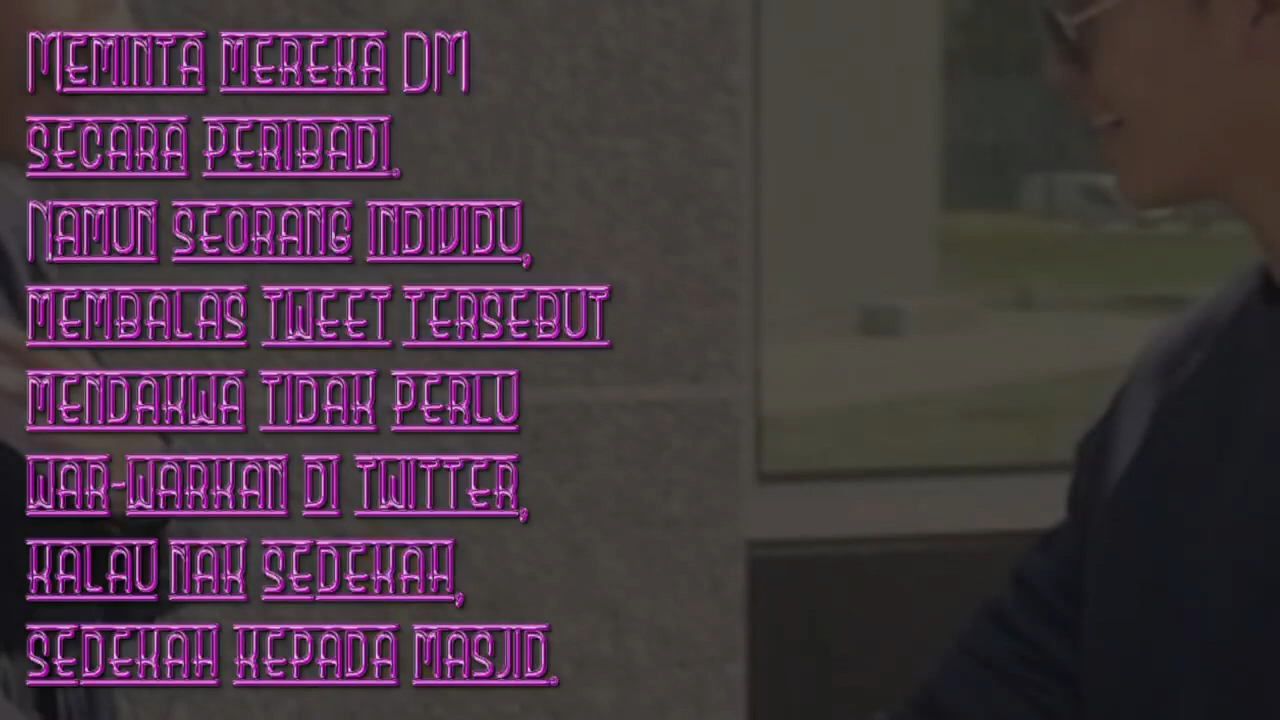 Meminta mereka DM
secara peribadi.
Namun seorang individu,
membalas tweet tersebut
mendakwa tidak perlu
war-warkan di twitter,
kalau nak sedekah,
sedekah kepada masjid.